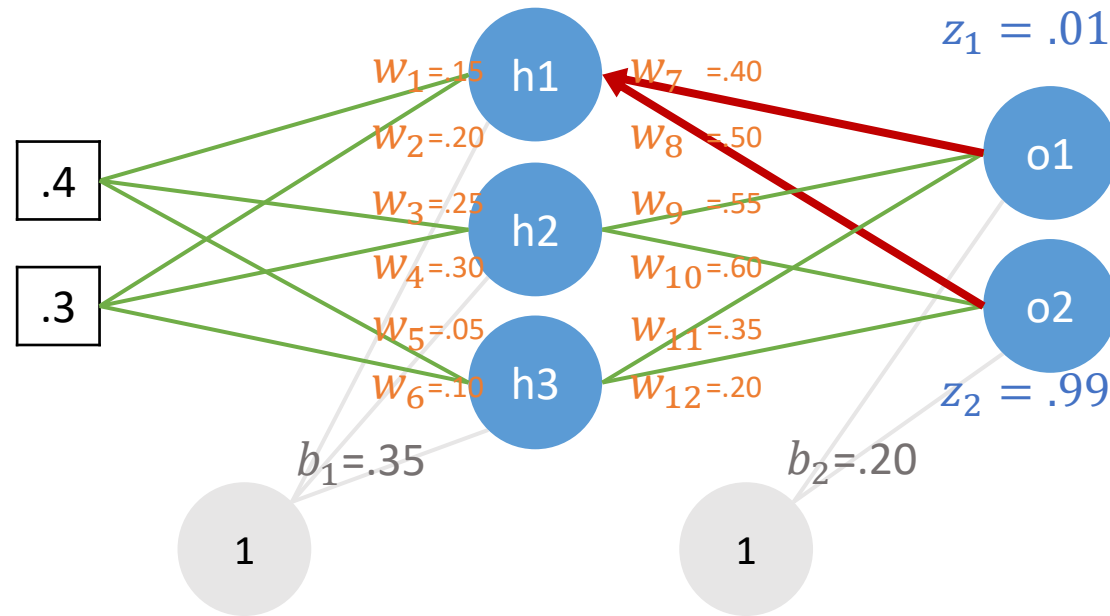 z₁ = .01
w₁=.15
h1
w₇ =.40
w₂=.20
w₈ =.50
.4
o1
w₃=.25
h2
w₉ =.55
w₄=.30
w₁₀=.60
.3
o2
w₅=.05
w₁₁=.35
w₆=.10
h3
w₁₂=.20
z₂ = .99
b₁=.35
b₂=.20
1
1